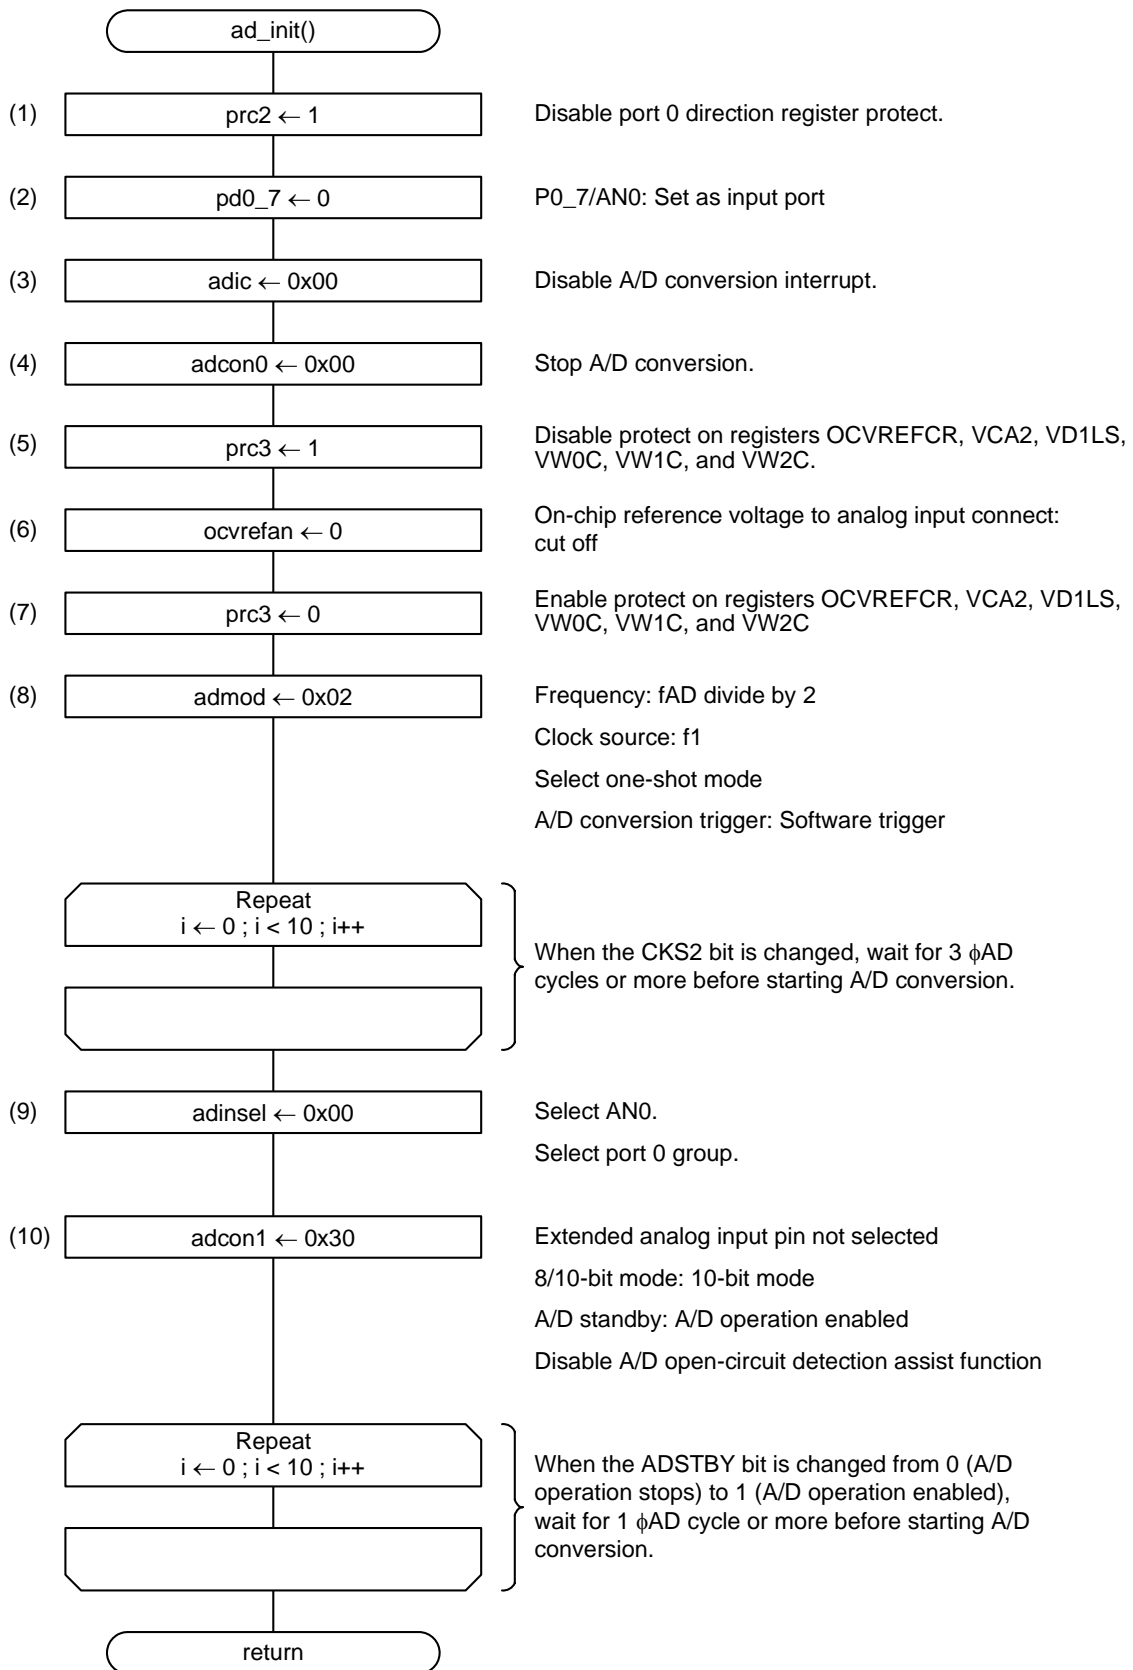 ad_init()
(1) prc2 ← 1 Disable port 0 direction register protect.
(2) pd0_7 ← 0 P0_7/AN0: Set as input port
(3) adic ← 0x00 Disable A/D conversion interrupt.
(4) adcon0 ← 0x00 Stop A/D conversion.
(5) prc3 ← 1 Disable protect on registers OCVREFCR, VCA2, VD1LS,
VW0C, VW1C, and VW2C.
(6) ocvrefan ← 0 On-chip reference voltage to analog input connect:
cut off
(7) prc3 ← 0 Enable protect on registers OCVREFCR, VCA2, VD1LS,
VW0C, VW1C, and VW2C
(8) admod ← 0x02 Frequency: fAD divide by 2
Clock source: f1
Select one-shot mode
A/D conversion trigger: Software trigger
Repeat
i ← 0 ; i < 10 ; i++
When the CKS2 bit is changed, wait for 3 ϕAD
cycles or more before starting A/D conversion.
(9) adinsel ← 0x00 Select AN0.
Select port 0 group.
(10) adcon1 ← 0x30 Extended analog input pin not selected
8/10-bit mode: 10-bit mode
A/D standby: A/D operation enabled
Disable A/D open-circuit detection assist function
Repeat
i ← 0 ; i < 10 ; i++
When the ADSTBY bit is changed from 0 (A/D
operation stops) to 1 (A/D operation enabled),
wait for 1 ϕAD cycle or more before starting A/D
conversion.
return